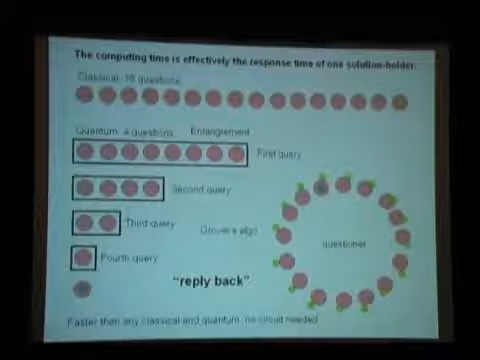 The computing time is effectively the response time of one solution-holder.
Classical: 16 questions
Quantum: 4 questions Entanglement
First query
Second query
Third query
Grover's algo
questioner
Fourth query
"reply back"
Faster than any classical and quantum, no circuit needed